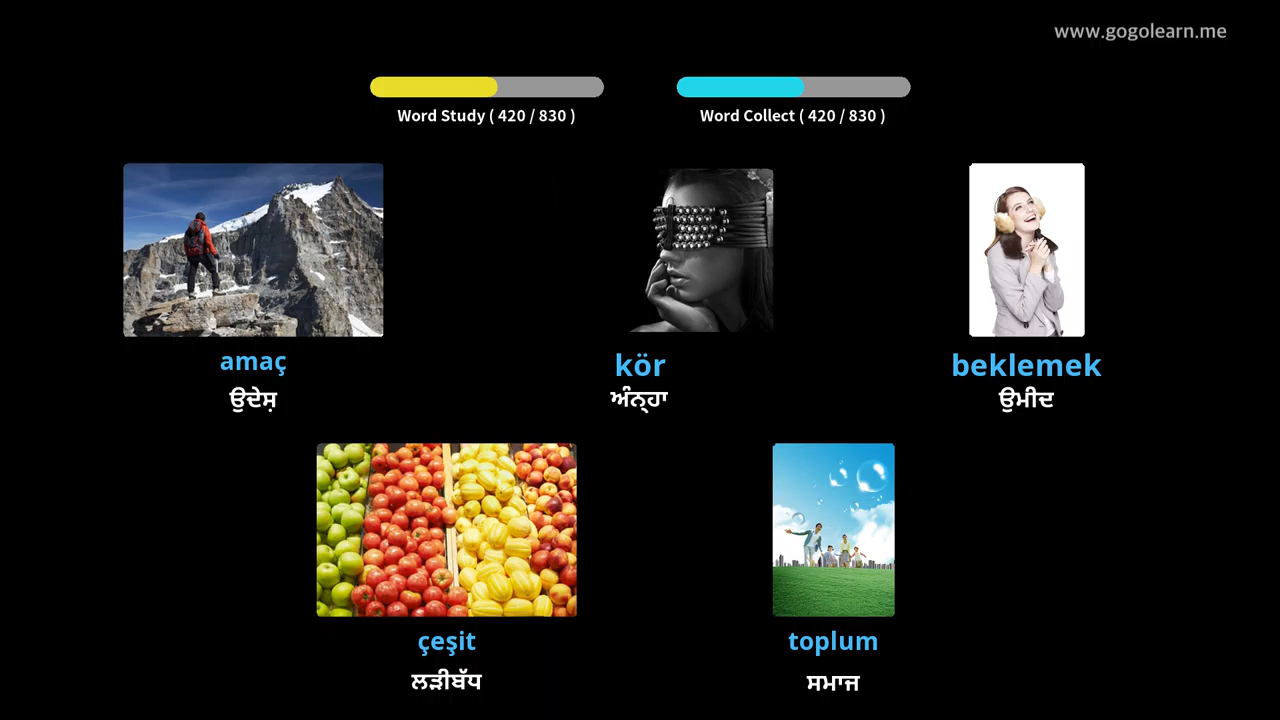 www.gogolearn.me
Word Study ( 420 / 830 )
Word Collect ( 420 / 830 )
amaç
ਉਦੇਸ਼
kör
ਅੰਨ੍ਹਾ
beklemek
ਉਮੀਦ
çeşit
ਲੜੀਬੱਧ
toplum
ਸਮਾਜ